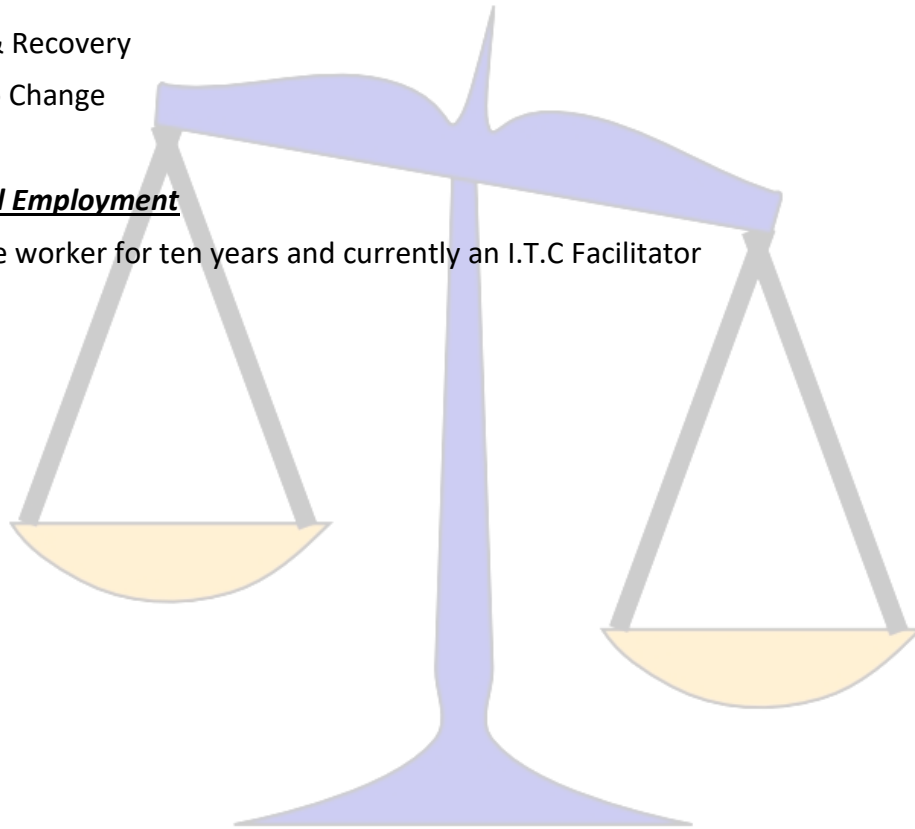 & Recovery
Change
Employment
worker for ten years and currently an I.T.C Facilitator